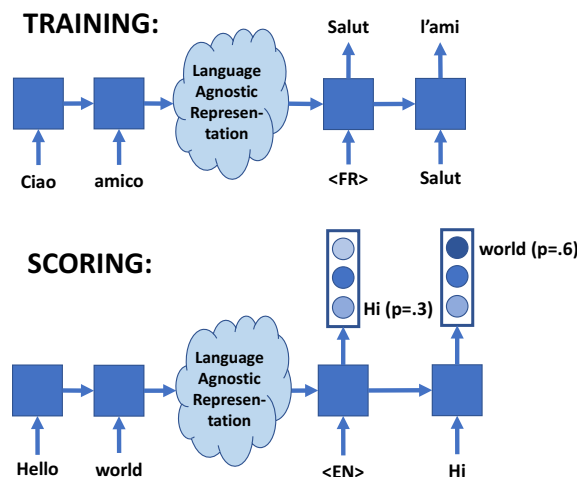 TRAINING:
Salut
l'ami
Language
Agnostic
Represen-
tation
Ciao
amico
<FR>
Salut
SCORING:
world (p=.6)
Hi (p=.3)
Language
Agnostic
Represen-
tation
Hello
world
<EN>
Hi